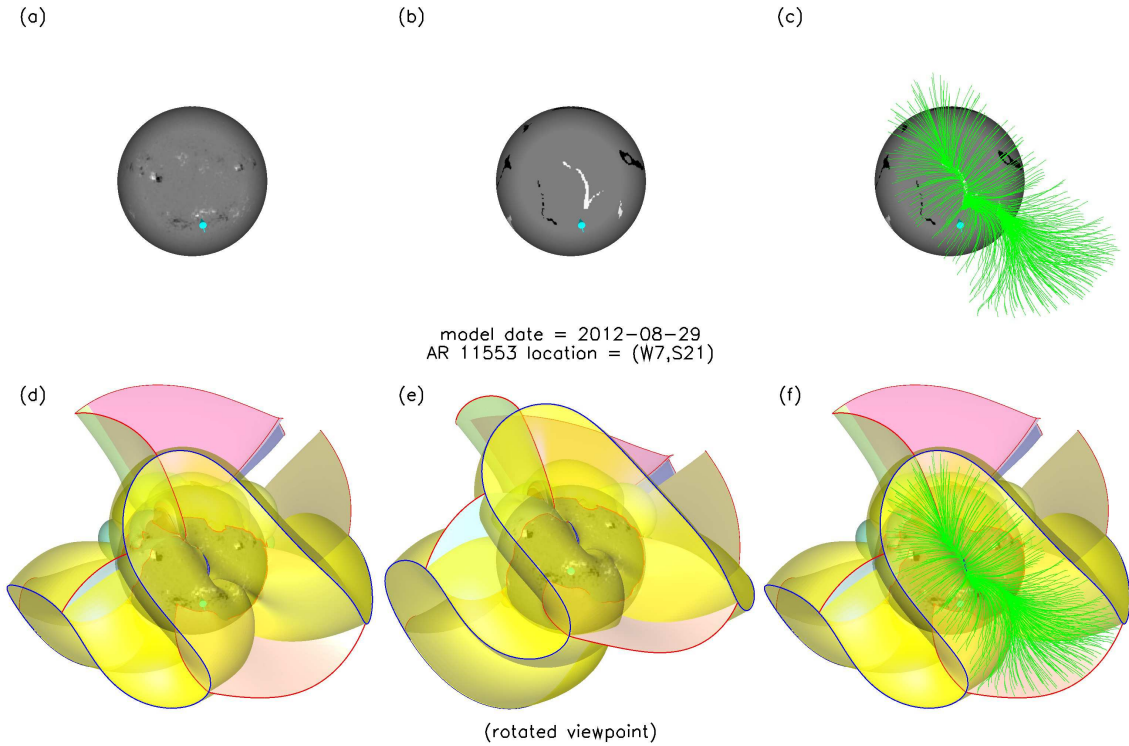 (a)
(b)
(c)
model date = 2012-08-29
AR 11553 location = (W7,S21)
(d)
(e)
(f)
(rotated viewpoint)